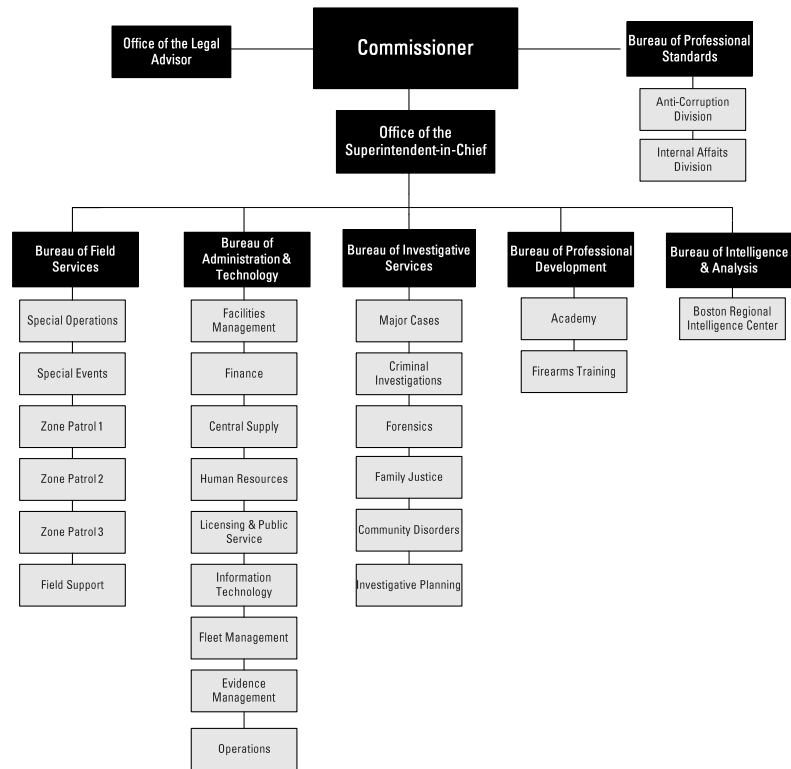 Office of the Legal
Advisor
Commissioner
Bureau of Professional
Standards
Anti-Corruption
Division
Internal Affaits
Division
Office of the
Superintendent-in-Chief
Bureau of Field
Services
Special Operations
Special Events
Zone Patrol 1
Zone Patrol 2
Zone Patrol 3
Field Support
Bureau of
Administration &
Technology
Facilities
Management
Finance
Central Supply
Human Resources
Licensing & Public
Service
Information
Technology
Fleet Management
Evidence
Management
Operations
Bureau of Investigative
Services
Major Cases
Criminal
Investigations
Forensics
Family Justice
Community Disorders
Investigative Planning
Bureau of Professional
Development
Academy
Firearms Training
Bureau of Intelligence
& Analysis
Boston Regional
Intelligence Center